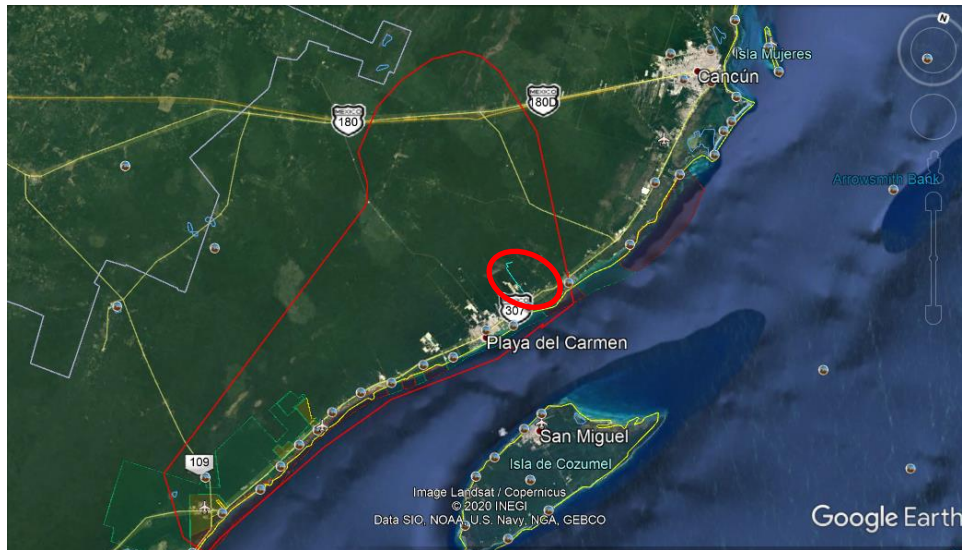 N
Isla Mujeres
Cancún
MEXICO
180D
MEXICO
180
Arrowsmith Bank
MEXICO
307
Playa del Carmen
San Miguel
Isla de Cozumel
109
Image Landsat / Copernicus
© 2020 INEGI
Data SIO, NOAA, U.S. Navy, NGA, GEBCO
Google Earth